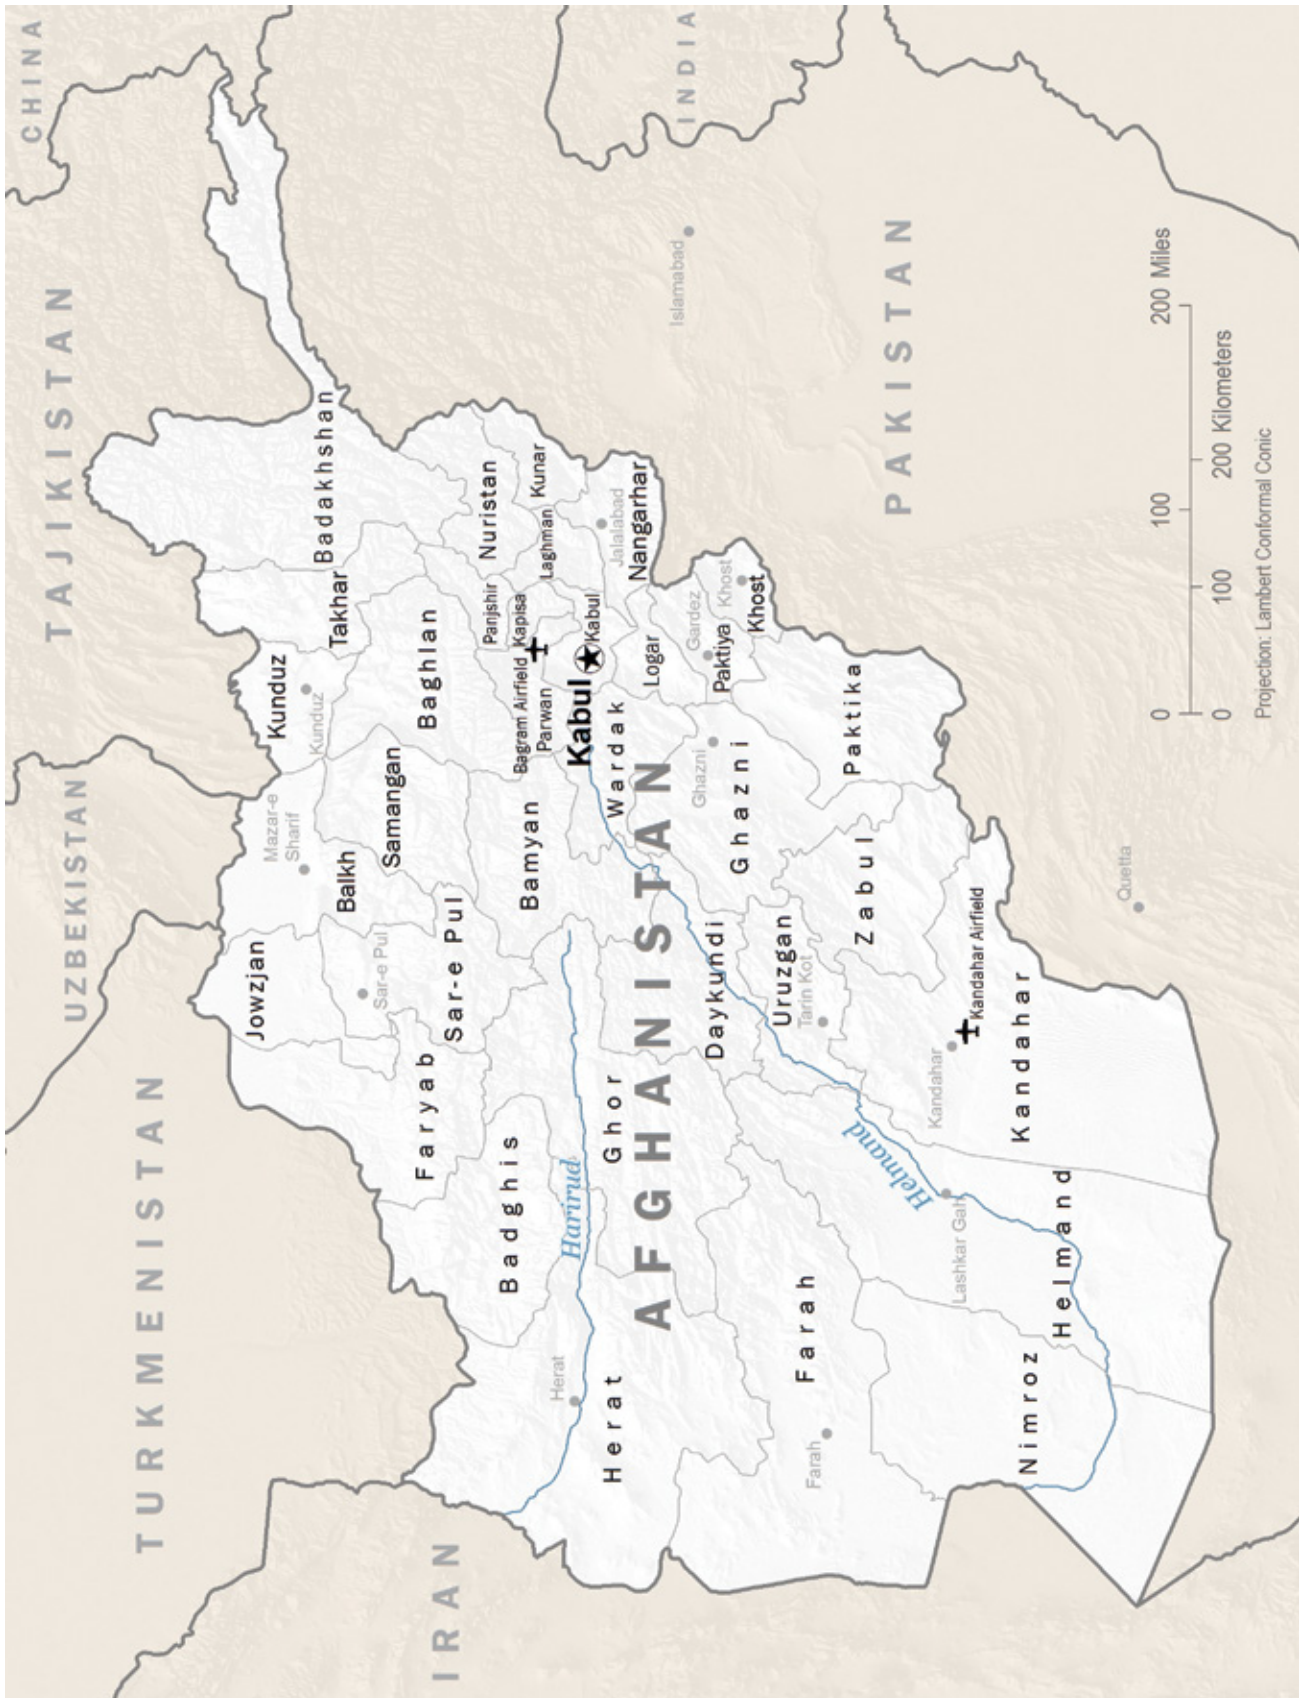 CHINA
TAJIKISTAN
UZBEKISTAN
TURKMENISTAN
IRAN
INDIA
PAKISTAN
AFGHANISTAN
Jowzjan
Mazar-e
Sharif
Balkh
Kunduz
Kunduz
Takhar
Badakhshan
Sar-e Pul
Sar-e Pul
Samangan
Baghlan
Faryab
Badghis
Bamyan
Panjshir
Nuristan
Kapisa
Bagram Airfield
Parwan
Laghman
Kunar
Kabul
Kabul
Jalalabad
Nangarhar
Herat
Herat
Harirud
Ghor
Wardak
Logar
Gardez
Paktiya
Khost
Khost
Islamabad
Daykundi
Ghazni
Ghazni
Paktika
Uruzgan
Tarin Kot
Zabul
Farah
Farah
Helmand
Kandahar
Kandahar Airfield
Kandahar
Lashkar Gah
Helmand
Nimroz
Quetta
0 100 200 Miles
0 100 200 Kilometers
Projection: Lambert Conformal Conic